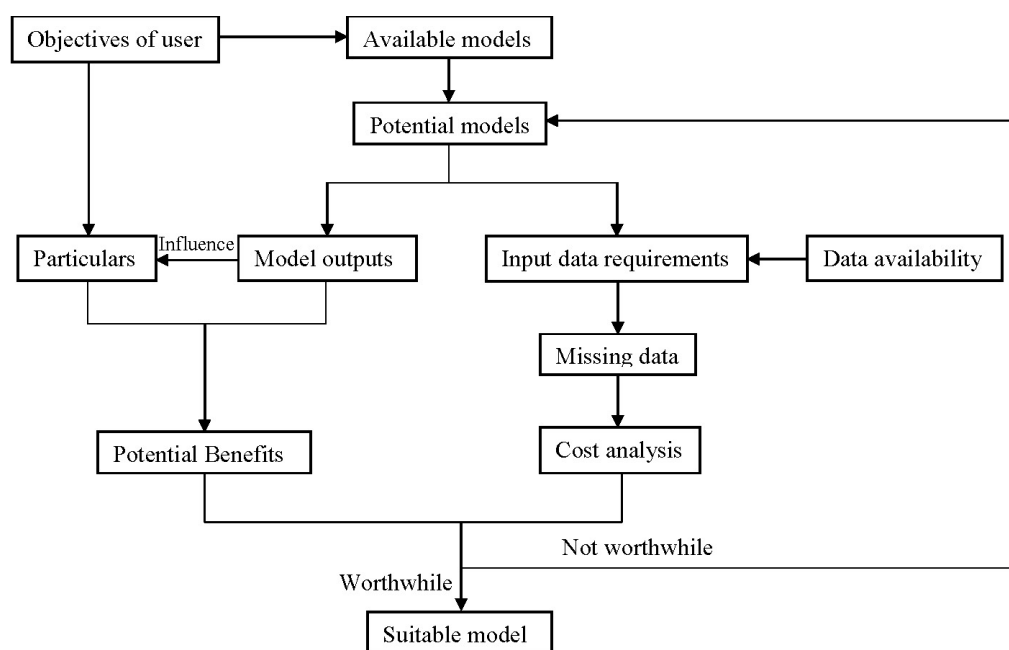 Objectives of user
Available models
Potential models
Particulars
Influence
Model outputs
Input data requirements
Data availability
Missing data
Potential Benefits
Cost analysis
Not worthwhile
Worthwhile
Suitable model